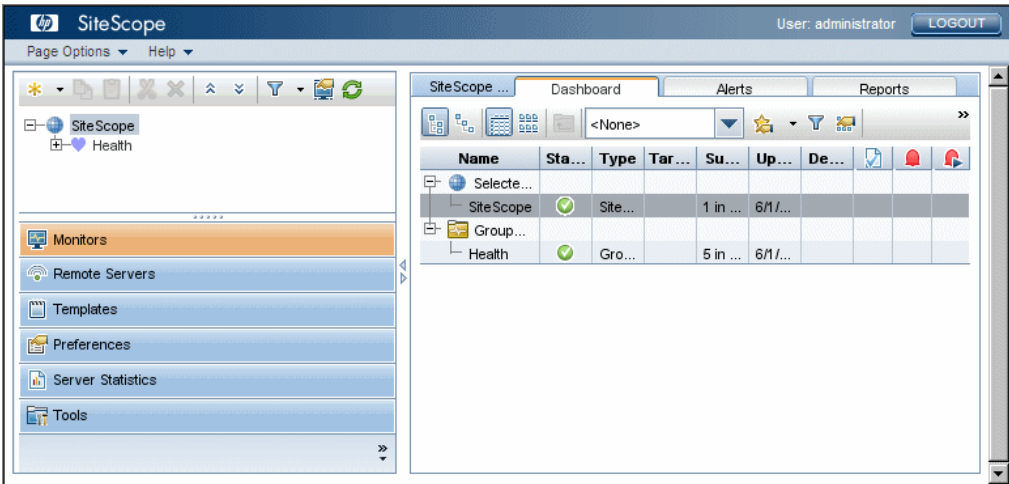 hp SiteScope User: administrator LOGOUT
Page Options Help
SiteScope
Health
Monitors
Remote Servers
Templates
Preferences
Server Statistics
Tools
SiteScope ... Dashboard Alerts Reports
<None>
Name Sta... Type Tar... Su... Up... De...
Selecte...
SiteScope Site... 1 in ... 6/1/...
Group...
Health Gro... 5 in ... 6/1/...